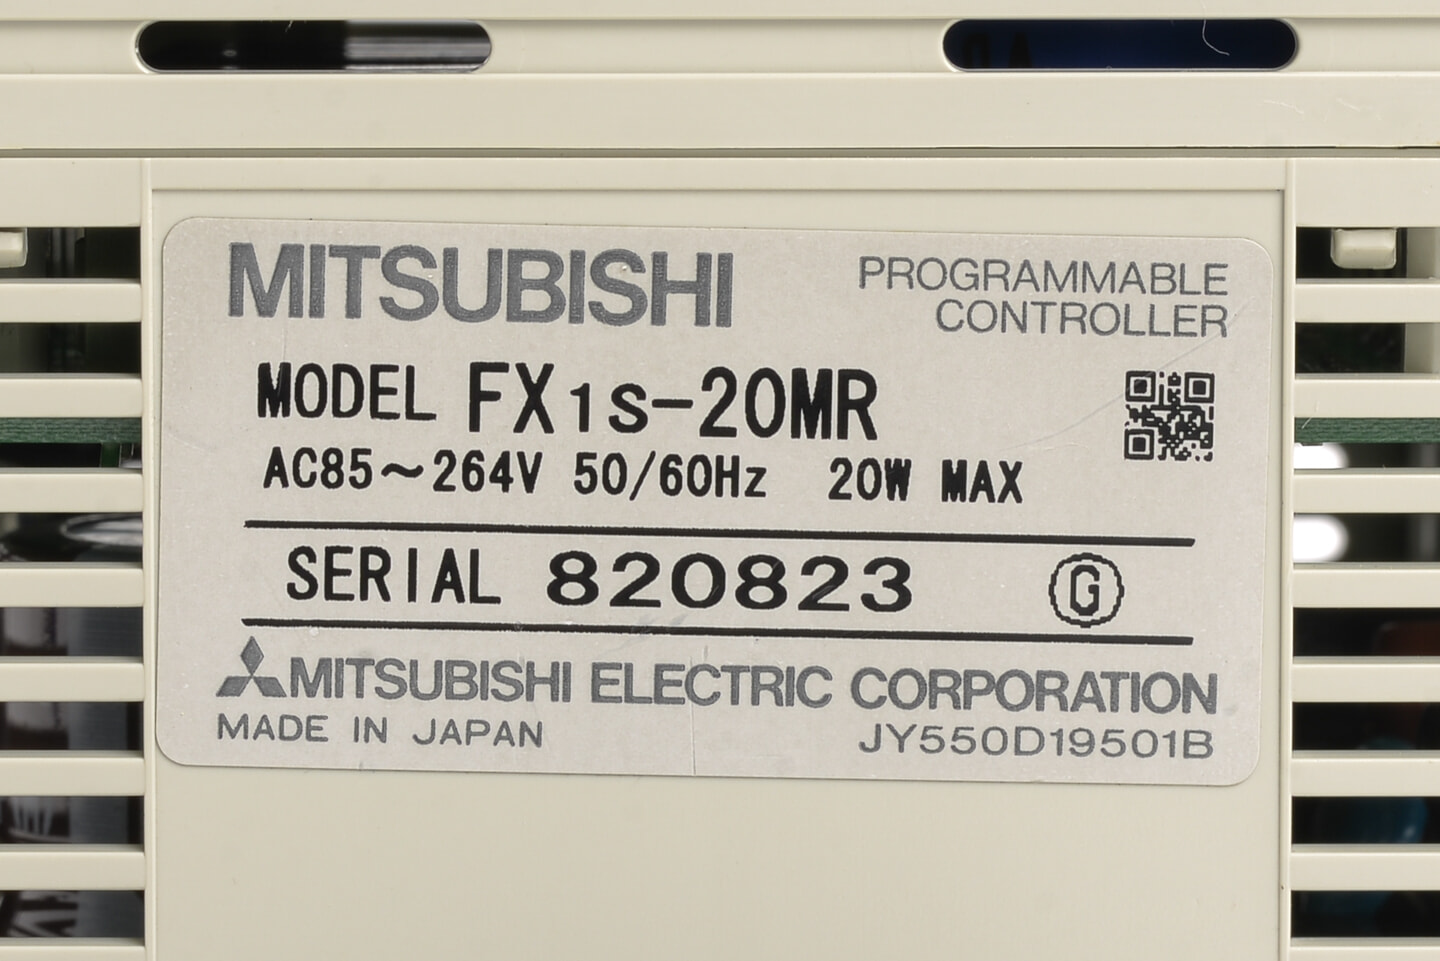 MITSUBISHI
PROGRAMMABLE
CONTROLLER
MODEL FX1S-20MR
AC85~264V 50/60Hz 20W MAX
SERIAL 820823 G
MITSUBISHI ELECTRIC CORPORATION
MADE IN JAPAN JY550D19501B